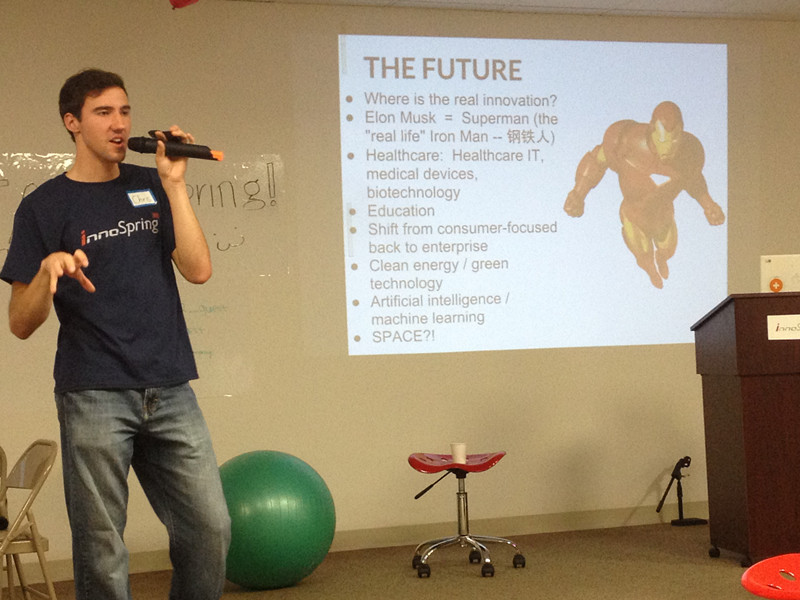 THE FUTURE
Where is the real innovation?
Elon Musk = Superman (the
"real life" Iron Man -- 钢铁人)
Healthcare: Healthcare IT,
medical devices,
biotechnology
Education
Shift from consumer-focused
back to enterprise
Clean energy / green
technology
Artificial intelligence /
machine learning
SPACE?!
Chris
innoSpring
pring!
innoS